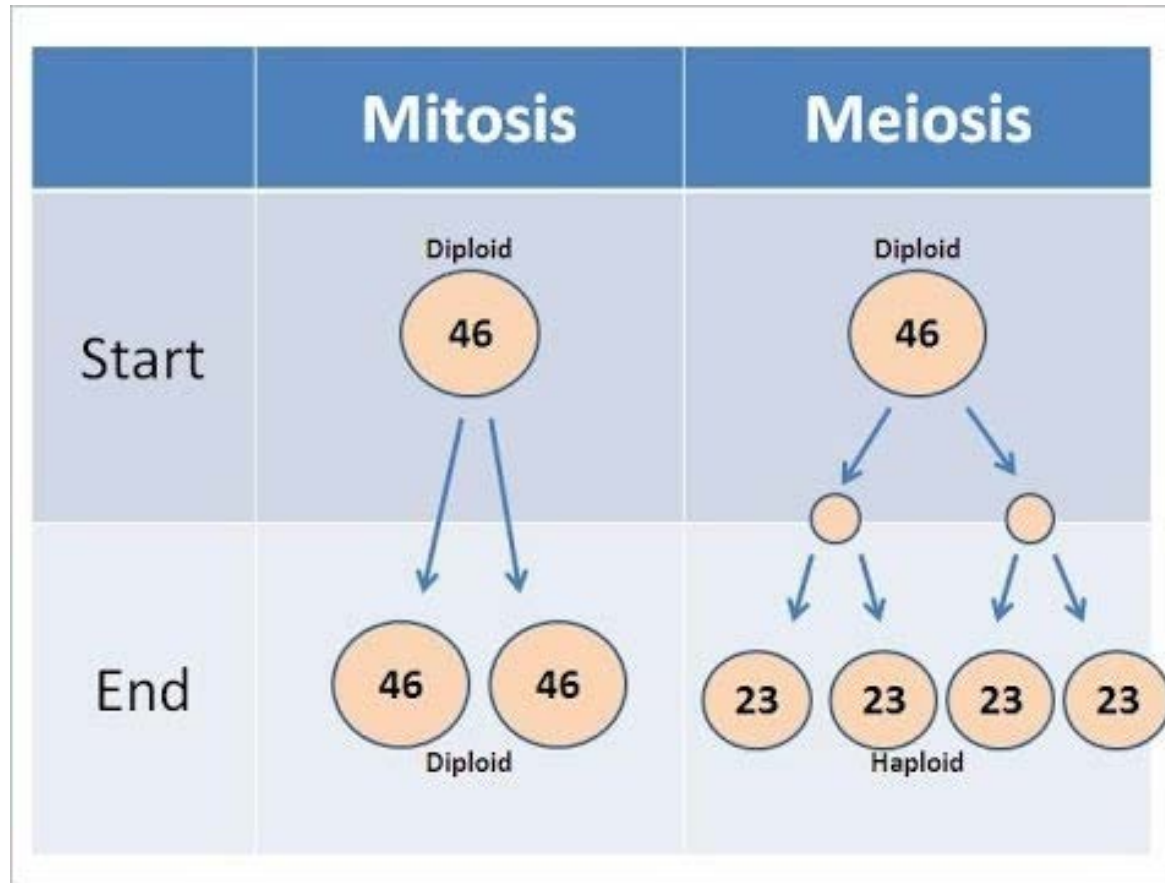 Mitosis Meiosis
Diploid Diploid
46 46
Start
End
46 46 23 23 23 23
Diploid Haploid